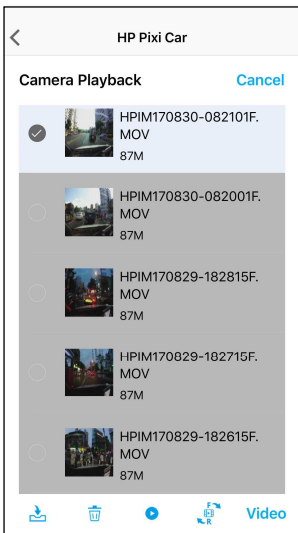 HP Pixi Car
Camera Playback Cancel
HPIM170830-082101F.
MOV
87M
HPIM170830-082001F.
MOV
87M
HPIM170829-182815F.
MOV
87M
HPIM170829-182715F.
MOV
87M
HPIM170829-182615F.
MOV
87M
F
R
Video